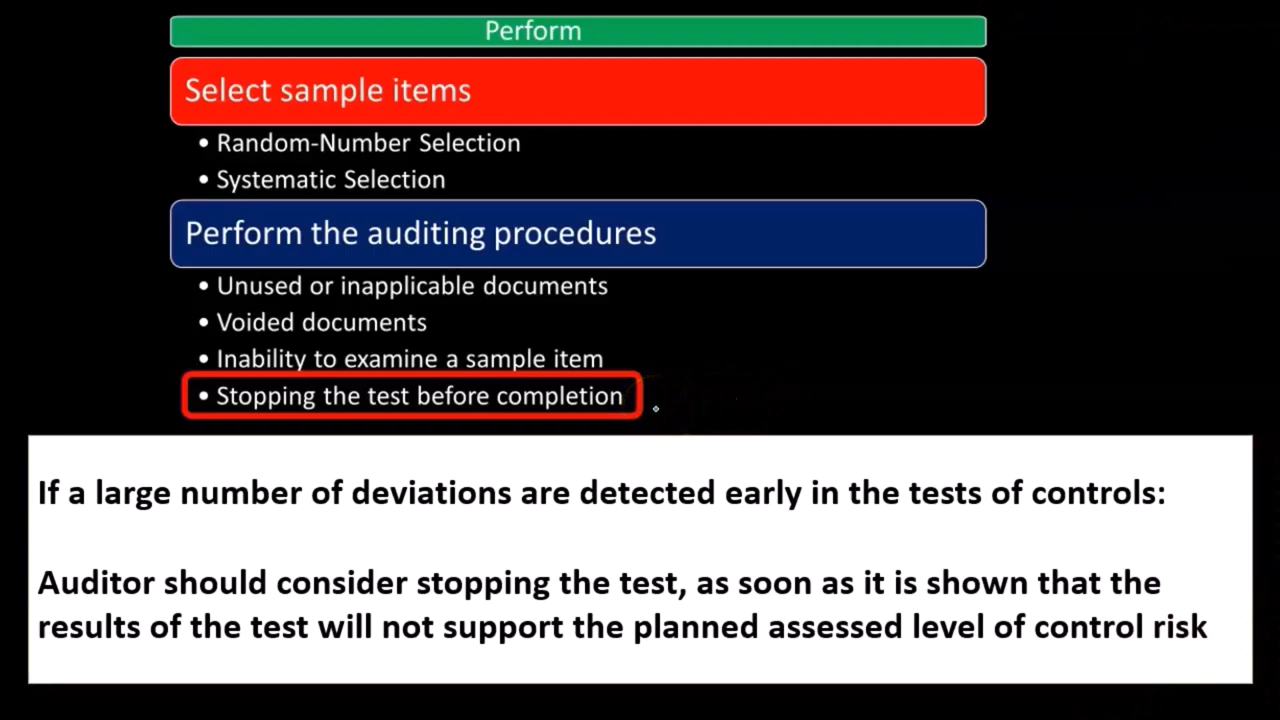 Perform
Select sample items
• Random-Number Selection
• Systematic Selection
Perform the auditing procedures
• Unused or inapplicable documents
• Voided documents
• Inability to examine a sample item
• Stopping the test before completion
If a large number of deviations are detected early in the tests of controls:
Auditor should consider stopping the test, as soon as it is shown that the
results of the test will not support the planned assessed level of control risk